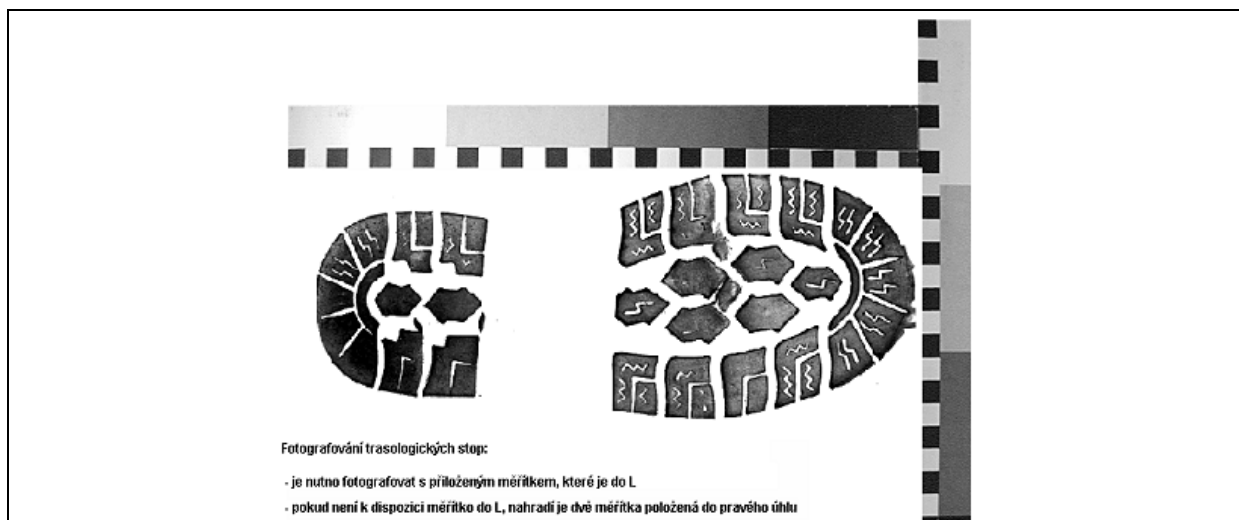 Fotografování trasologických stop:
- je nutno fotografovat s přiloženým měřítkem, které je do L
- pokud není k dispozici měřítko do L, nahradí je dvě měřítka položená do pravého úhlu